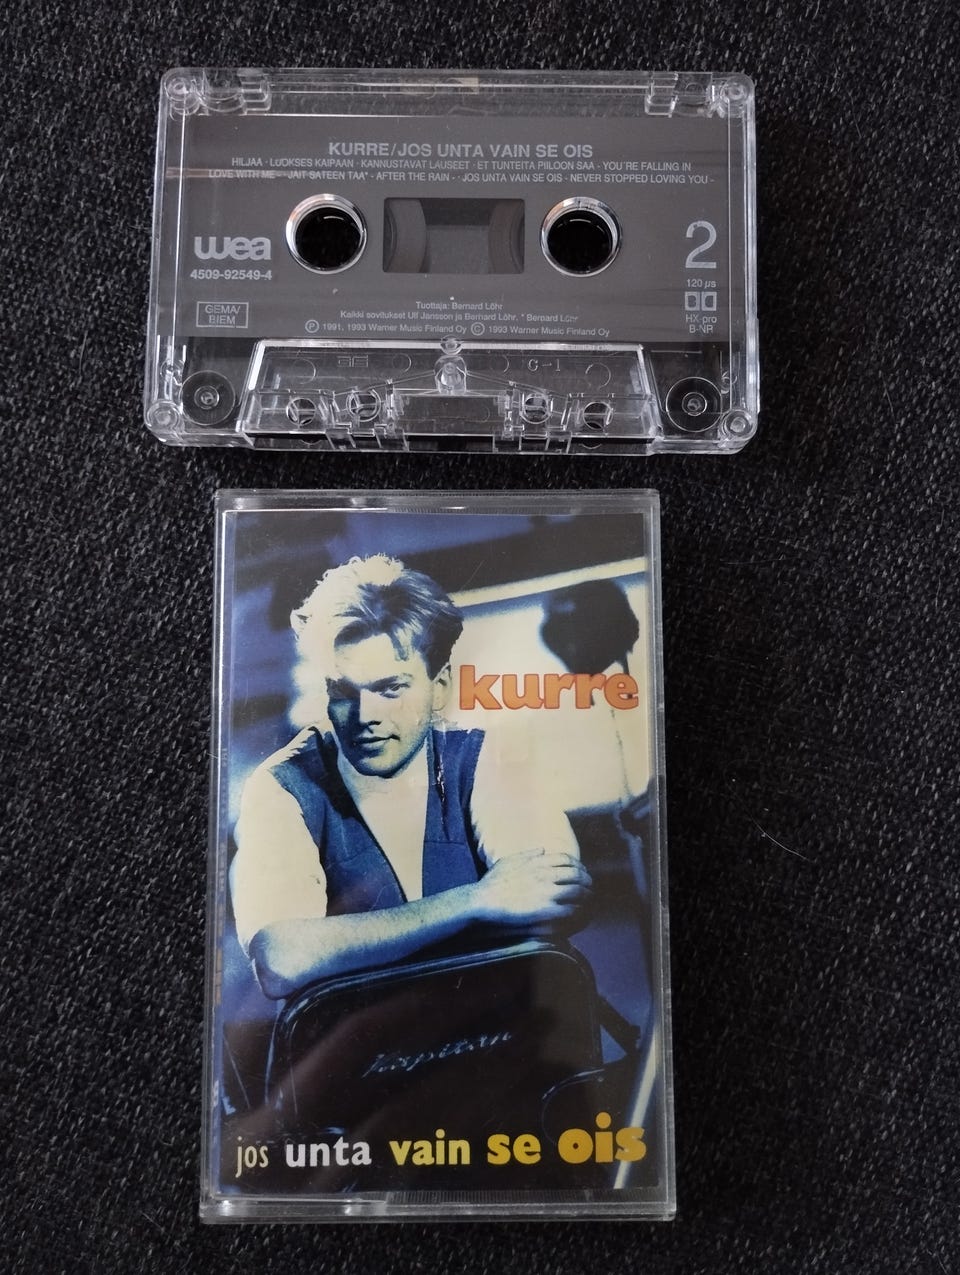 KURRE/JOS UNTA VAIN SE OIS
HILJAA - LUOKSES KAIPAAN - KANNUSTAVAT LAUSEET - ET TUNTEITA PIILOON SAA - YOU'RE FALLING IN
LOVE WITH ME - JAIT SATEEN TAA* - AFTER THE RAIN - JOS UNTA VAIN SE OIS - NEVER STOPPED LOVING YOU -
wea
4509-92549-4
2
120 µs
HX-pro
B-NR
GEMA/
BIEM
Tuottaja: Bernard Löhr
Kaikki sovitukset Ulf Jansson ja Bernard Löhr. * Bernard Löhr
Ⓟ 1991, 1993 Warner Music Finland Oy Ⓒ 1993 Warner Music Finland Oy
G-1
kurre
Kapitan
jos unta vain se ois